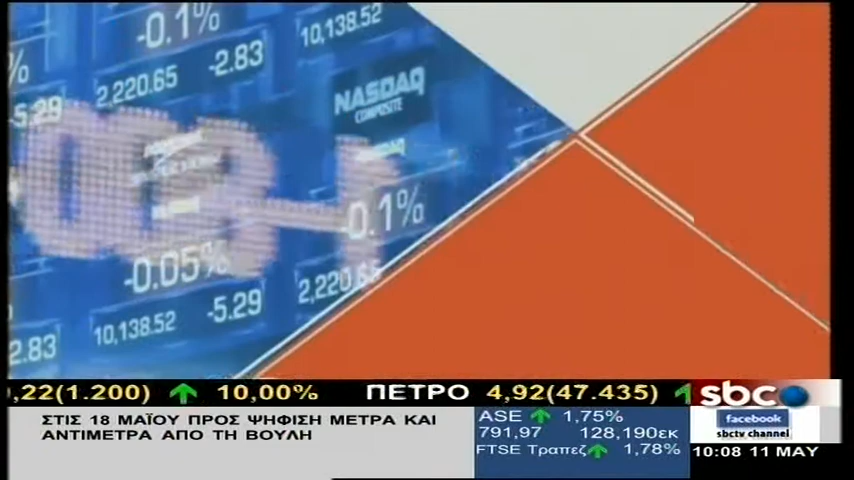 -0.1%
10,138.52
-2.83
2,220.65
-5.29
NASDAQ
COMPOSITE
-0.1%
-0.05%
2,220.65
-5.29
10,138.52
2.83
,22(1.200) 10,00% ΠΕΤΡΟ 4,92(47.435)
sbc
ΣΤΙΣ 18 ΜΑΪΟΥ ΠΡΟΣ ΨΗΦΙΣΗ ΜΕΤΡΑ ΚΑΙ
ΑΝΤΙΜΕΤΡΑ ΑΠΟ ΤΗ ΒΟΥΛΗ
ASE 1,75%
791,97 128,190εκ
FTSE Τραπεζ 1,78%
facebook
sbctv channel
10:08 11 MAY